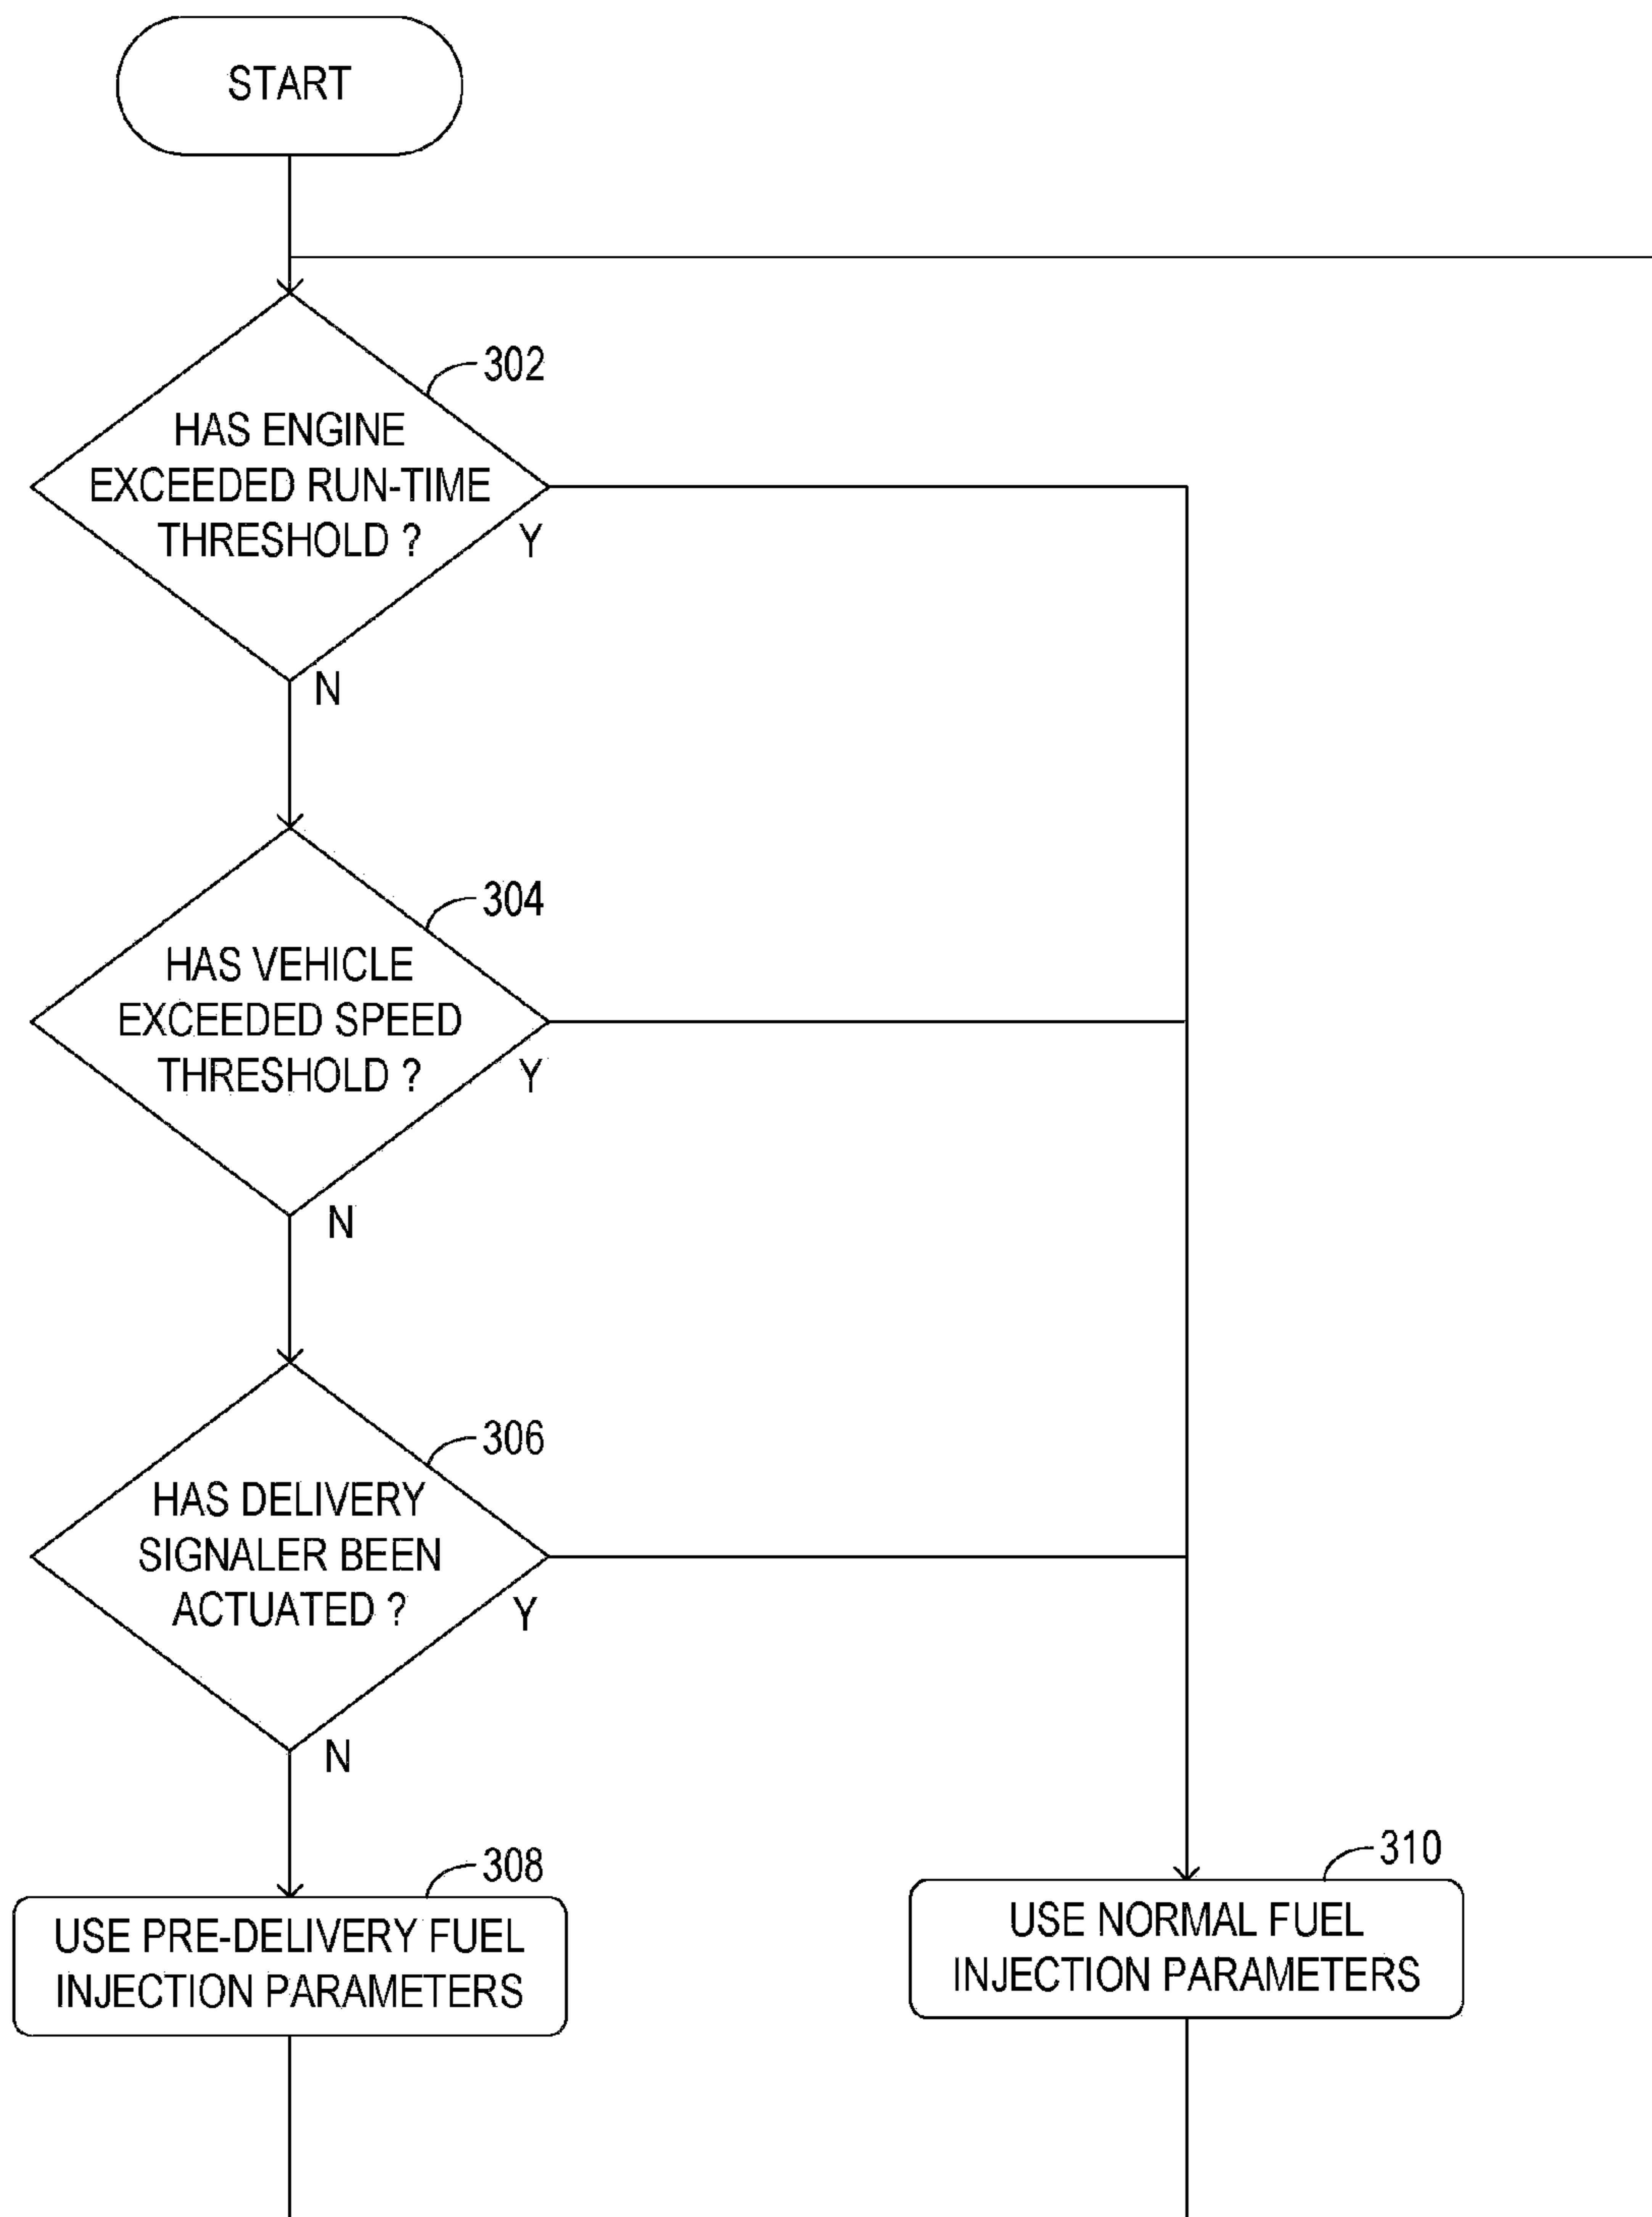 START
302
HAS ENGINE
EXCEEDED RUN-TIME
THRESHOLD ?
Y
N
304
HAS VEHICLE
EXCEEDED SPEED
THRESHOLD ?
Y
N
306
HAS DELIVERY
SIGNALER BEEN
ACTUATED ?
Y
N
308
USE PRE-DELIVERY FUEL
INJECTION PARAMETERS
310
USE NORMAL FUEL
INJECTION PARAMETERS